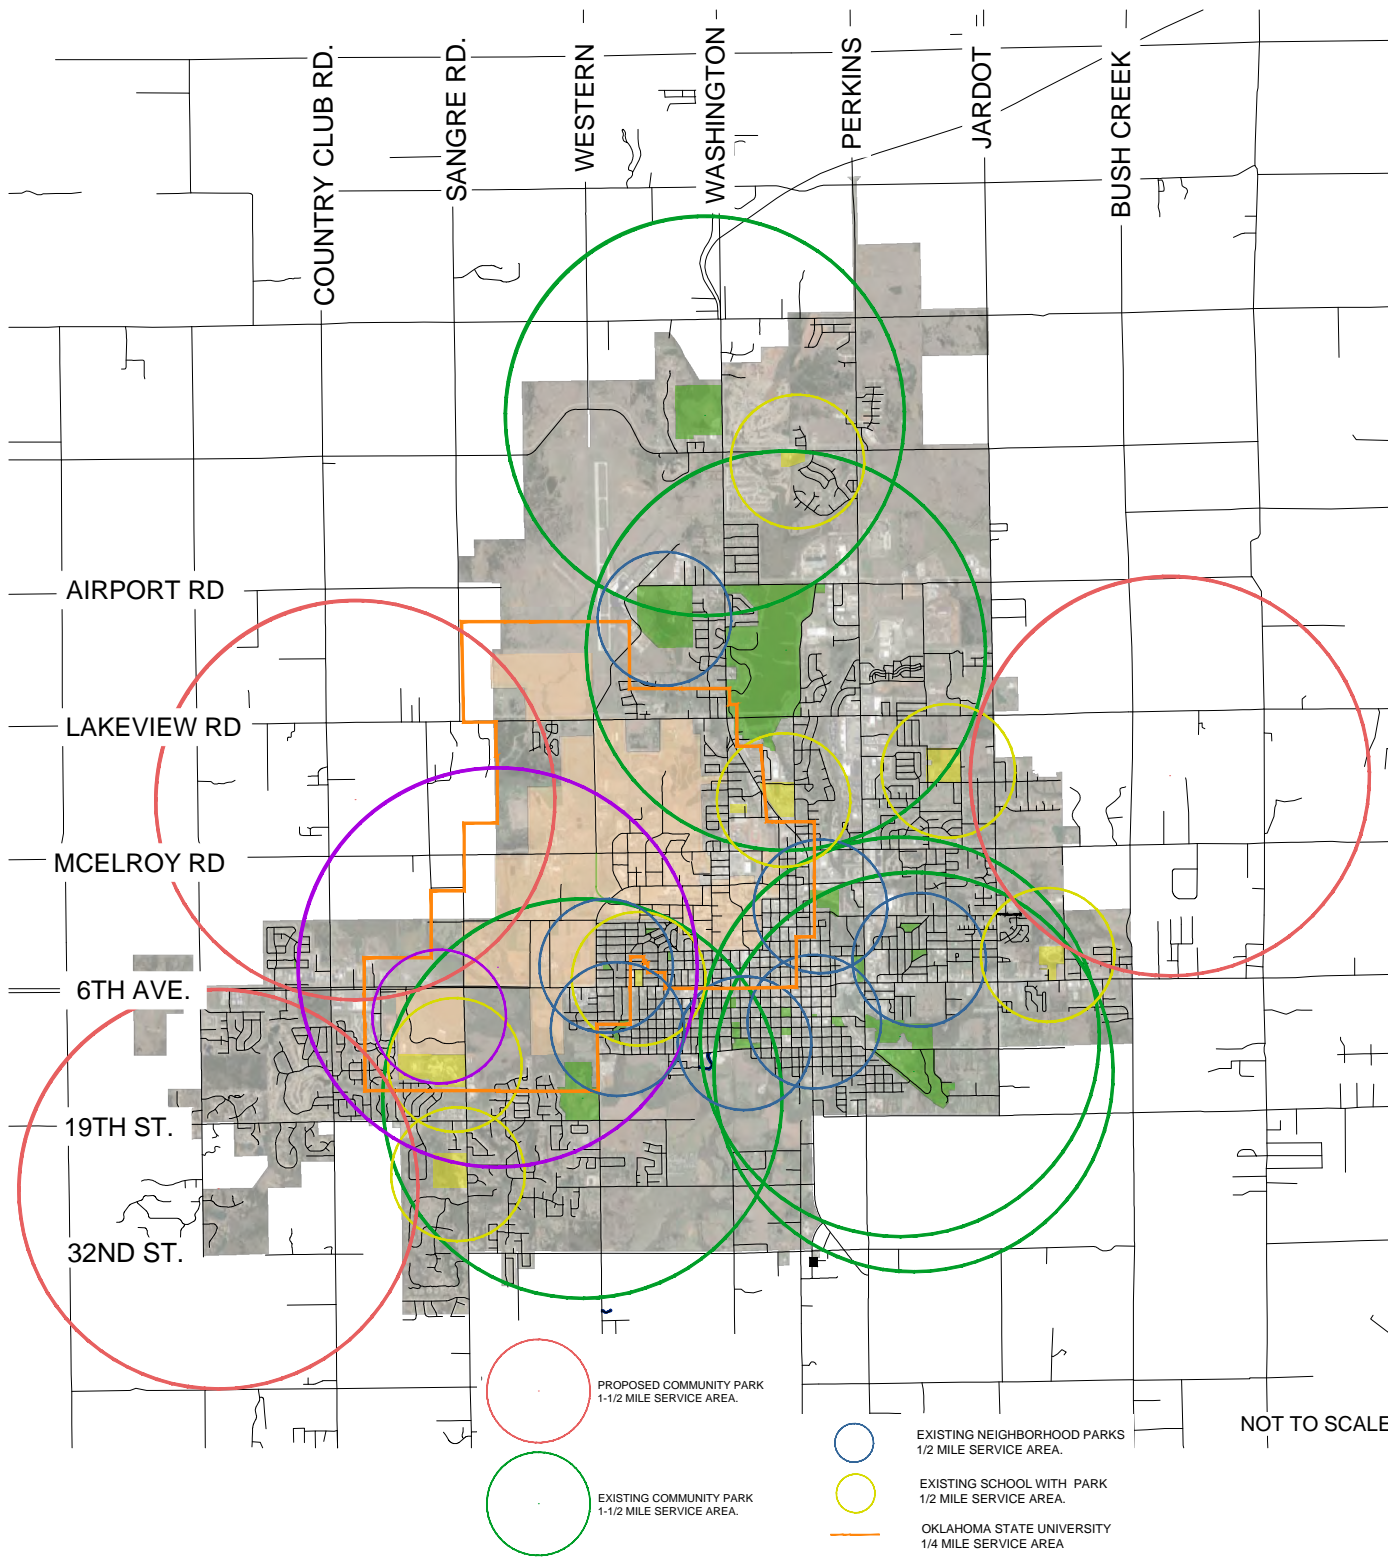 COUNTRY CLUB RD.
SANGRE RD.
WESTERN
WASHINGTON
PERKINS
JARDOT
BUSH CREEK
AIRPORT RD
LAKEVIEW RD
MCELROY RD
6TH AVE.
19TH ST.
32ND ST.
PROPOSED COMMUNITY PARK
1-1/2 MILE SERVICE AREA.
EXISTING COMMUNITY PARK
1-1/2 MILE SERVICE AREA.
EXISTING NEIGHBORHOOD PARKS
1/2 MILE SERVICE AREA.
EXISTING SCHOOL WITH PARK
1/2 MILE SERVICE AREA.
OKLAHOMA STATE UNIVERSITY
1/4 MILE SERVICE AREA
NOT TO SCALE